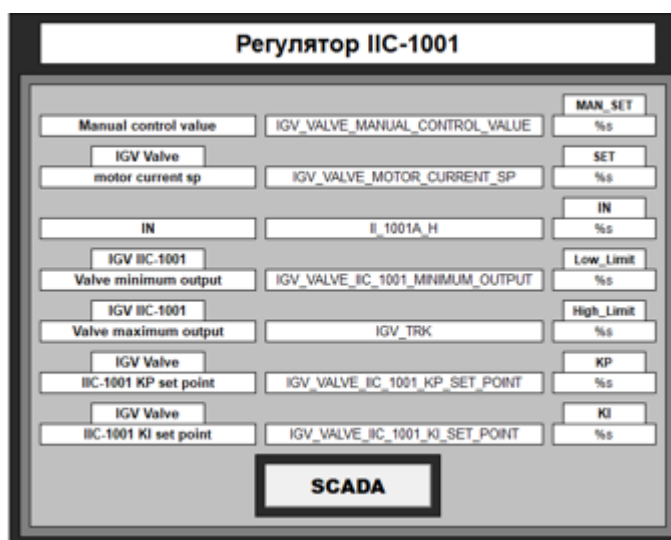 Регулятор IIC-1001
MAN_SET
Manual control value IGV_VALVE_MANUAL_CONTROL_VALUE %s
IGV Valve SET
motor current sp IGV_VALVE_MOTOR_CURRENT_SP %s
IN
IN II_1001A_H %s
IGV IIC-1001 Low_Limit
Valve minimum output IGV_VALVE_IIC_1001_MINIMUM_OUTPUT %s
IGV IIC-1001 High_Limit
Valve maximum output IGV_TRK %s
IGV Valve KP
IIC-1001 KP set point IGV_VALVE_IIC_1001_KP_SET_POINT %s
IGV Valve KI
IIC-1001 KI set point IGV_VALVE_IIC_1001_KI_SET_POINT %s
SCADA